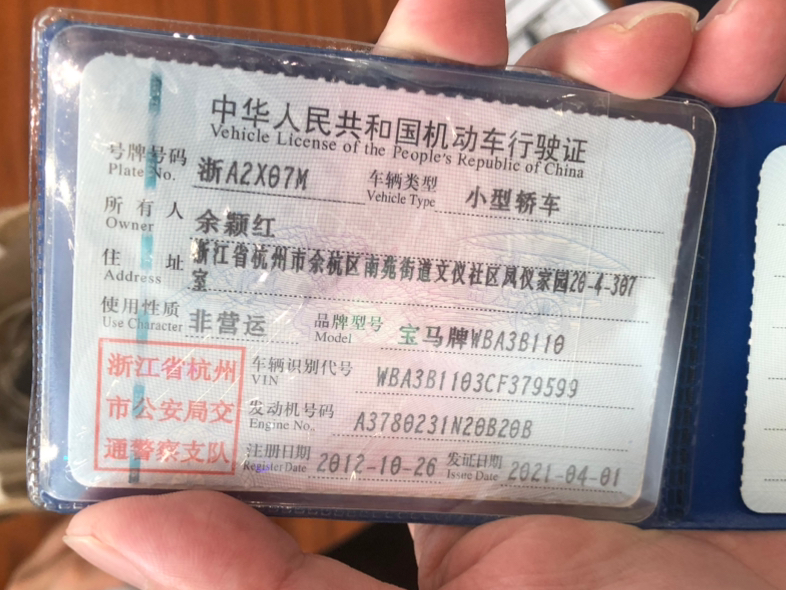 中华人民共和国机动车行驶证
Vehicle License of the People's Republic of China
号牌号码 浙A2X07M 车辆类型 小型轿车
Plate No. Vehicle Type
所有人 余颖红
Owner
住址 浙江省杭州市余杭区南苑街道文仪社区凤仪家园20-4-307
Address 室
使用性质 非营运 品牌型号 宝马牌WBA3B110
Use Character Model
浙江省杭州 车辆识别代号 WBA3B1103CF379599
VIN
市公安局交 发动机号码 A3780231N20B20B
Engine No.
通警察支队 注册日期 2012-10-26 发证日期 2021-04-01
Register Date Issue Date